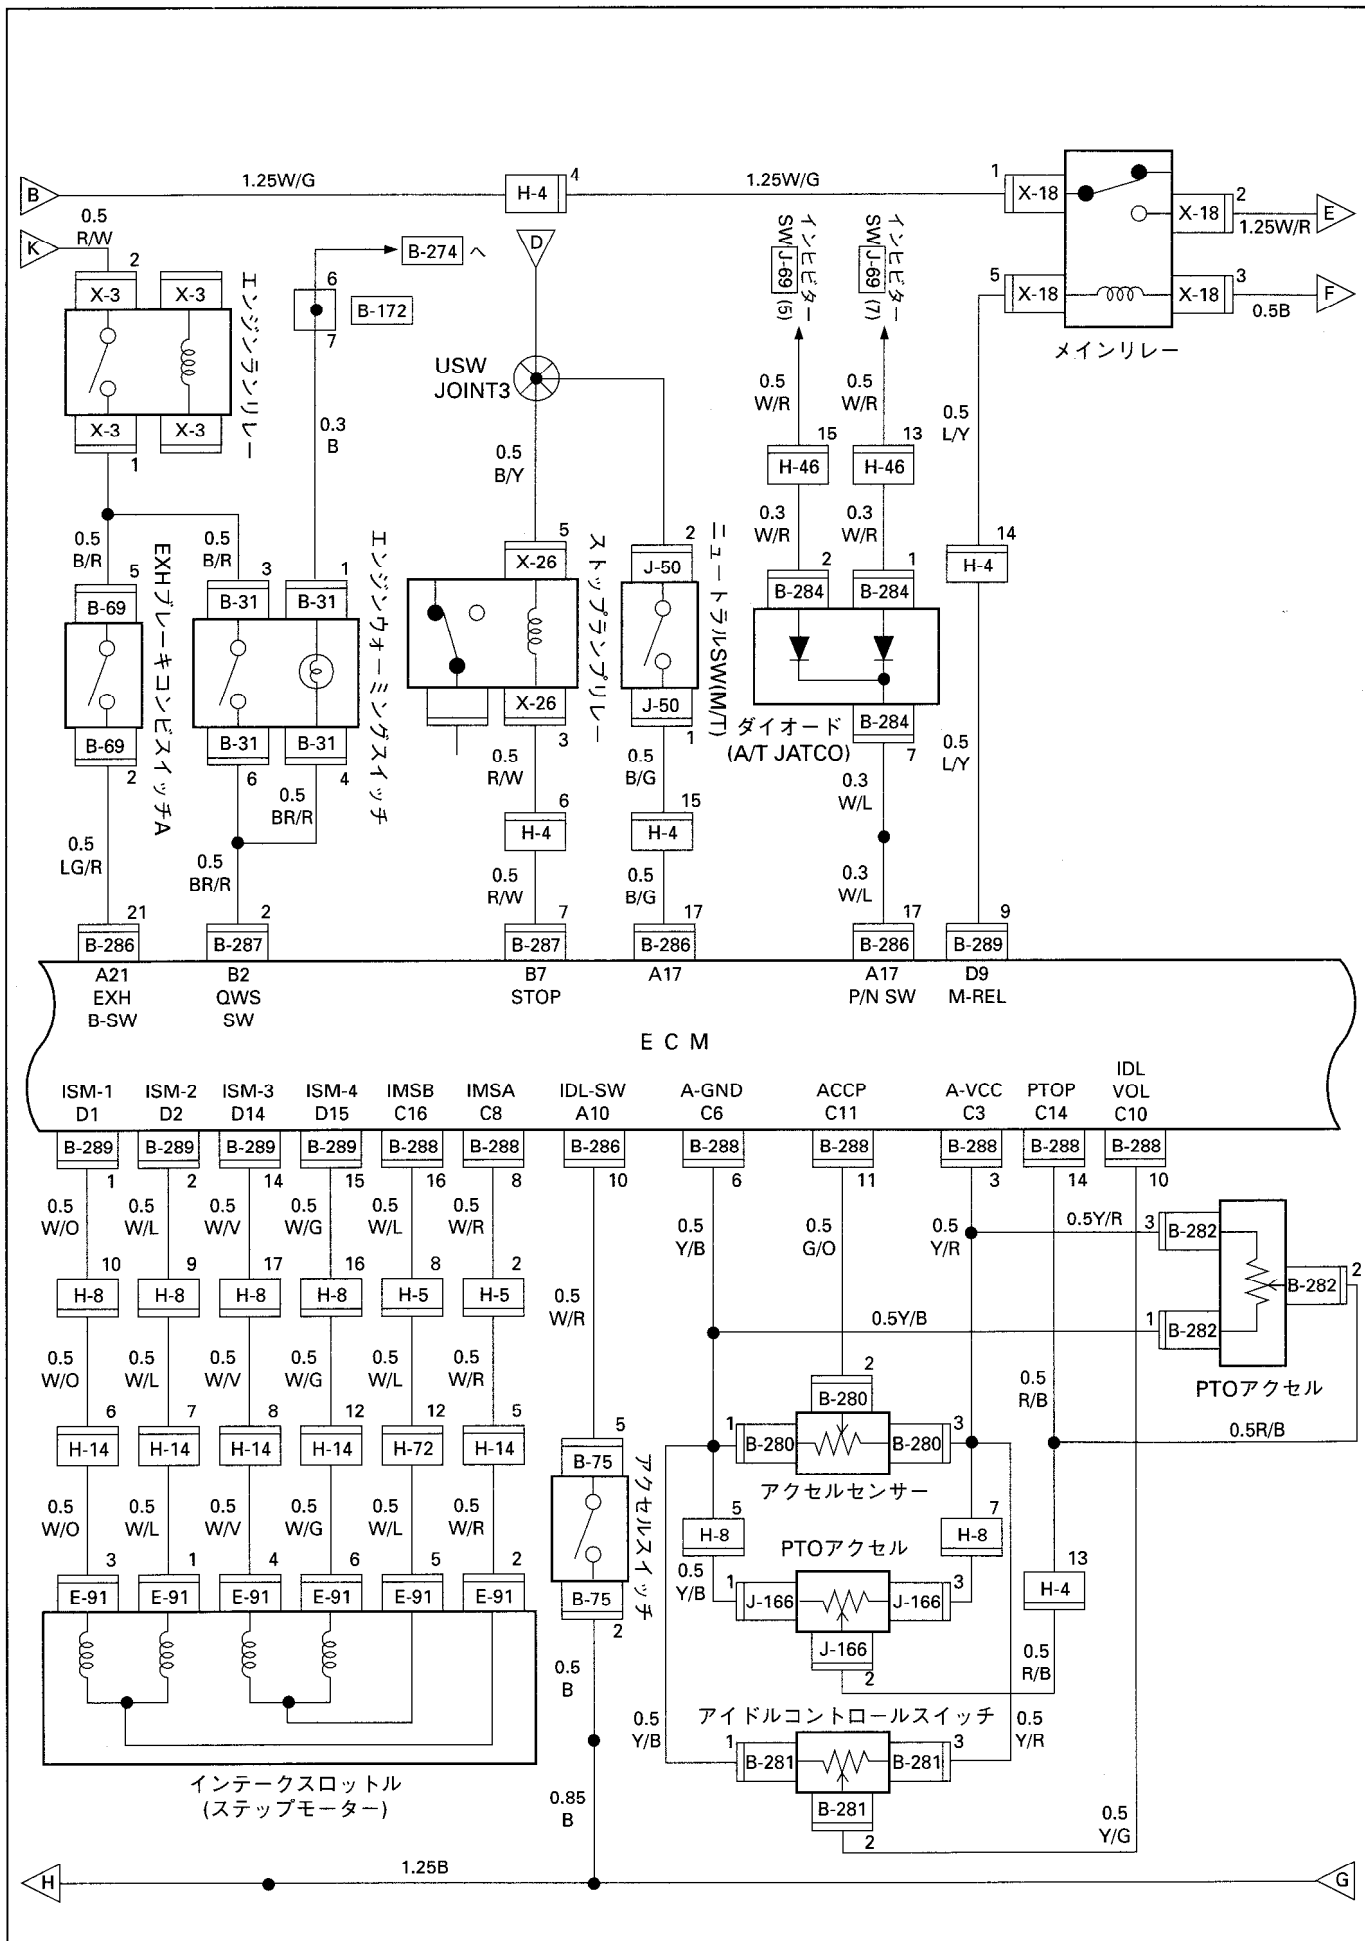 B
1.25W/G
H-4
4
1.25W/G
1
X-18
X-18
2
1.25W/R
E
K
0.5
R/W
2
X-3
X-3
エンジンランリレー
X-3
X-3
1
B-274
へ
6
B-172
7
0.3
B
D
USW
JOINT3
0.5
B/Y
インヒビター
SW J-69 (5)
インヒビター
SW J-69 (7)
5
X-18
X-18
3
0.5B
F
メインリレー
0.5
W/R
0.5
W/R
15
H-46
13
H-46
0.3
W/R
0.3
W/R
0.5
L/Y
14
H-4
0.5
L/Y
0.5
B/R
5
B-69
EXHブレーキコンビスイッチA
B-69
2
0.5
LG/R
0.5
B/R
3
B-31
1
B-31
エンジンウォーミングスイッチ
B-31
6
B-31
4
0.5
BR/R
0.5
BR/R
5
X-26
ストップランプリレー
X-26
3
0.5
R/W
6
H-4
0.5
R/W
2
J-50
ニュートラルSW(M/T)
J-50
1
0.5
B/G
15
H-4
0.5
B/G
2
B-284
1
B-284
B-284
7
ダイオード
(A/T JATCO)
0.3
W/L
0.3
W/L
21
B-286
2
B-287
7
B-287
17
B-286
17
B-286
9
B-289
A21
EXH
B-SW
B2
QWS
SW
B7
STOP
A17
A17
P/N SW
D9
M-REL
E C M
ISM-1
D1
ISM-2
D2
ISM-3
D14
ISM-4
D15
IMSB
C16
IMSA
C8
IDL-SW
A10
A-GND
C6
ACCP
C11
A-VCC
C3
PTOP
C14
IDL
VOL
C10
B-289
B-289
B-289
B-289
B-288
B-288
B-286
B-288
B-288
B-288
B-288
B-288
1
2
14
15
16
8
10
6
11
3
14
10
0.5
W/O
0.5
W/L
0.5
W/V
0.5
W/G
0.5
W/L
0.5
W/R
10
H-8
9
H-8
17
H-8
16
H-8
8
H-5
2
H-5
0.5
W/O
0.5
W/L
0.5
W/V
0.5
W/G
0.5
W/L
0.5
W/R
6
H-14
7
H-14
8
H-14
12
H-14
12
H-72
5
H-14
0.5
W/O
0.5
W/L
0.5
W/V
0.5
W/G
0.5
W/L
0.5
W/R
3
E-91
1
E-91
4
E-91
6
E-91
5
E-91
2
E-91
インテークスロットル
(ステップモーター)
0.5
W/R
5
B-75
アクセルスイッチ
B-75
2
0.5
B
0.85
B
0.5
Y/B
0.5
G/O
0.5
Y/R
0.5Y/R
3
B-282
B-282
2
0.5Y/B
1
B-282
PTOアクセル
2
B-280
1
B-280
B-280
3
アクセルセンサー
0.5
R/B
0.5R/B
5
H-8
7
H-8
PTOアクセル
0.5
Y/B
1
J-166
J-166
3
J-166
2
13
H-4
0.5
R/B
アイドルコントロールスイッチ
0.5
Y/B
1
B-281
B-281
3
0.5
Y/R
B-281
2
0.5
Y/G
H
1.25B
G